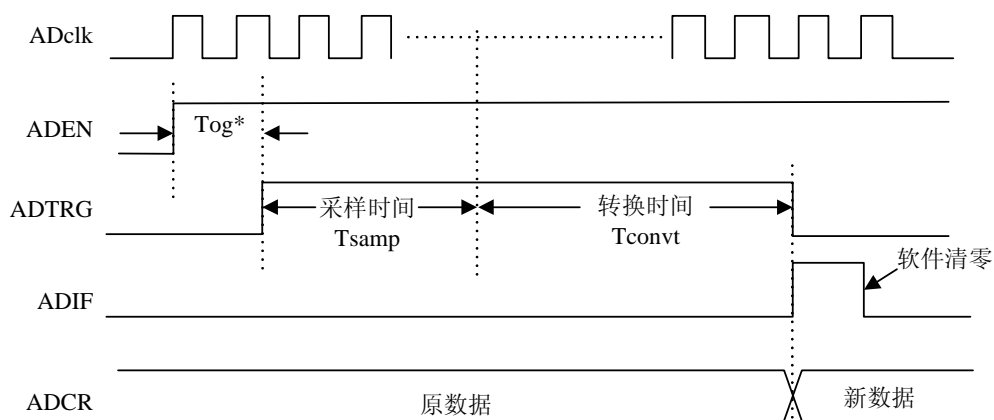 ADclk
ADEN
Tog*
ADTRG
采样时间
Tsamp
转换时间
Tconvt
软件清零
ADIF
ADCR
原数据
新数据